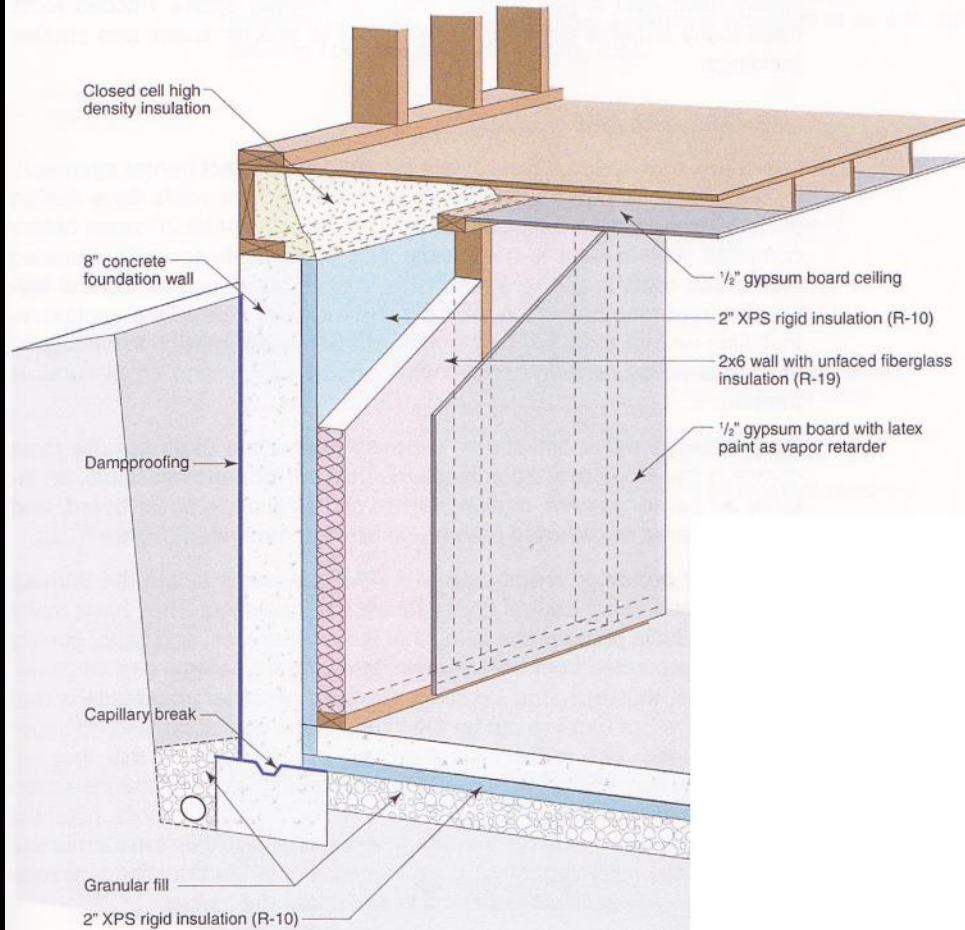 Closed cell high
density insulation
8" concrete
foundation wall
½" gypsum board ceiling
2" XPS rigid insulation (R-10)
2x6 wall with unfaced fiberglass
insulation (R-19)
½" gypsum board with latex
paint as vapor retarder
Dampproofing
Capillary break
Granular fill
2" XPS rigid insulation (R-10)